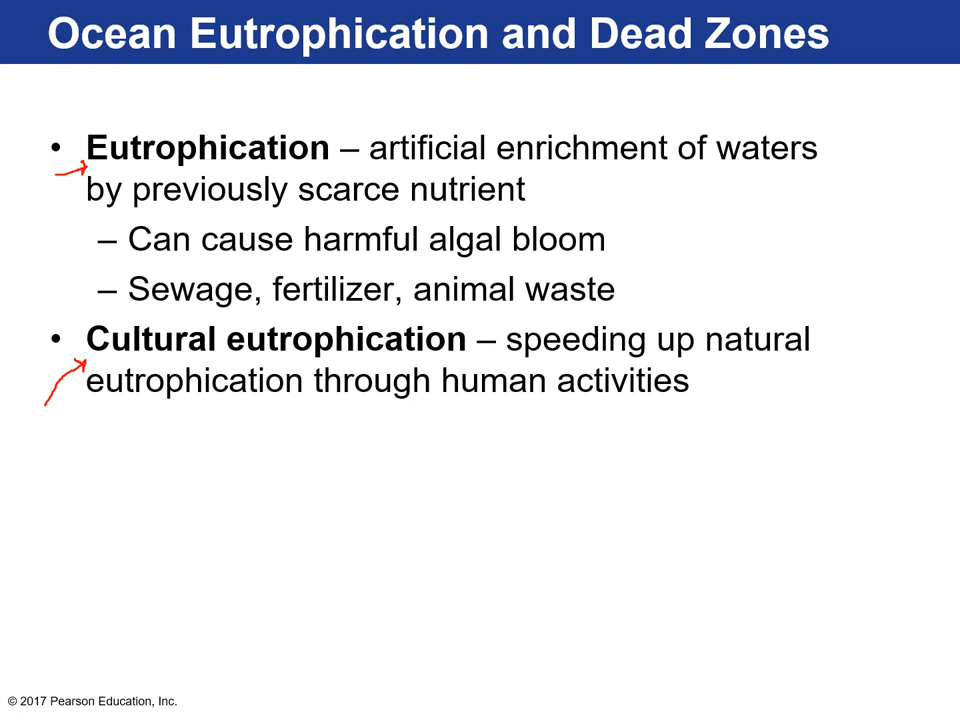 Ocean Eutrophication and Dead Zones
• Eutrophication – artificial enrichment of waters
by previously scarce nutrient
– Can cause harmful algal bloom
– Sewage, fertilizer, animal waste
• Cultural eutrophication – speeding up natural
eutrophication through human activities
© 2017 Pearson Education, Inc.